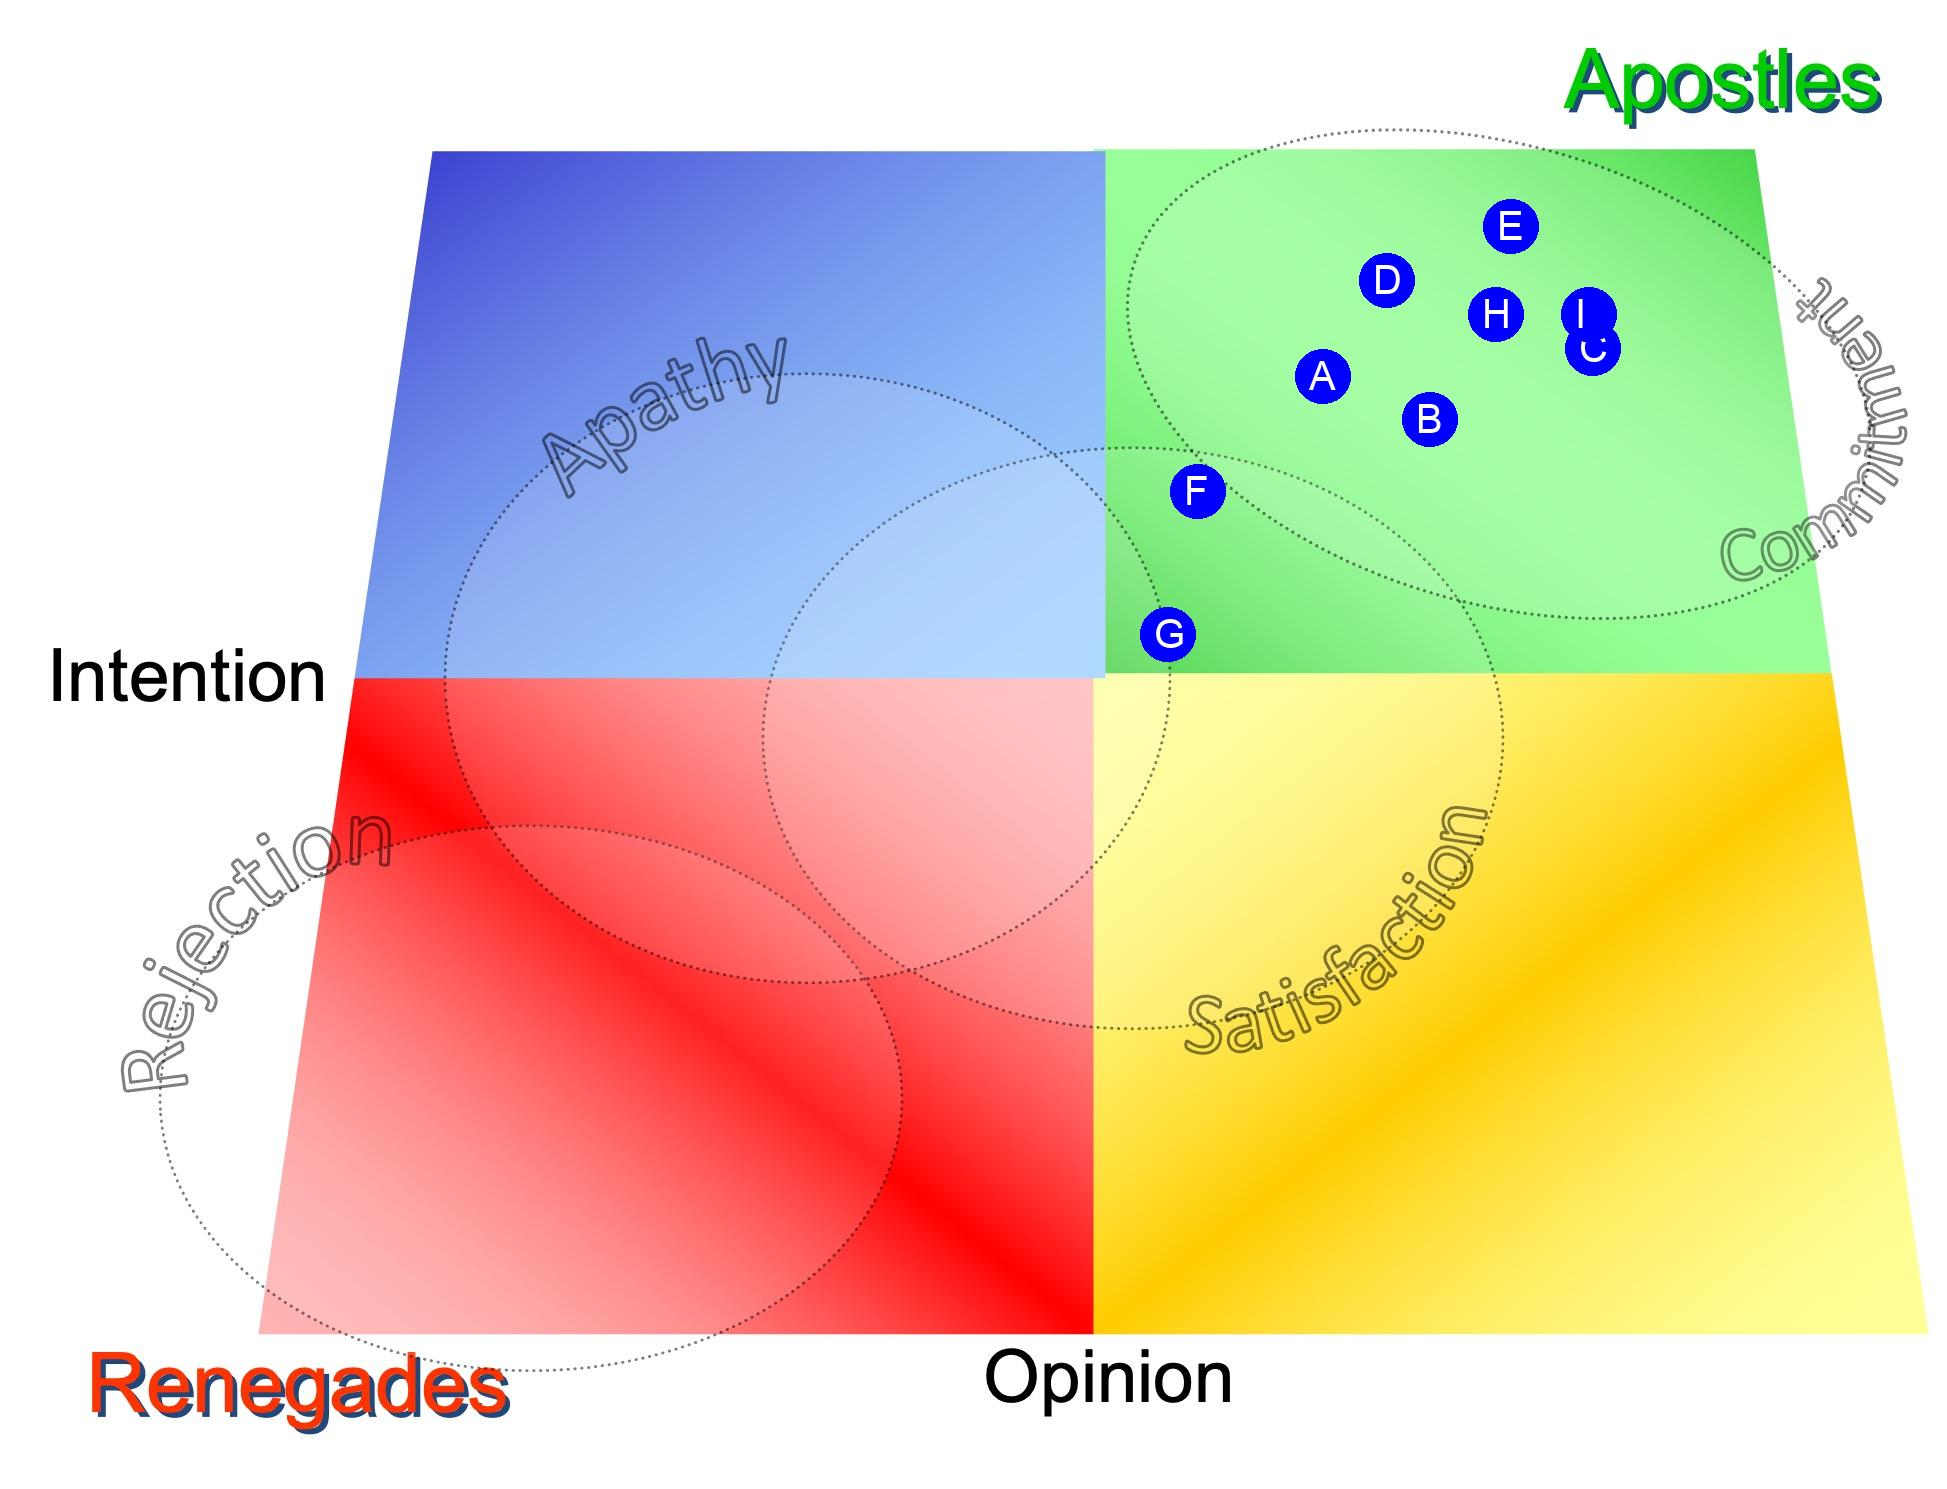 Apostles
E
D
H
I
C
A
B
Commitment
Apathy
F
G
Intention
Rejection
Satisfaction
Opinion
Renegades